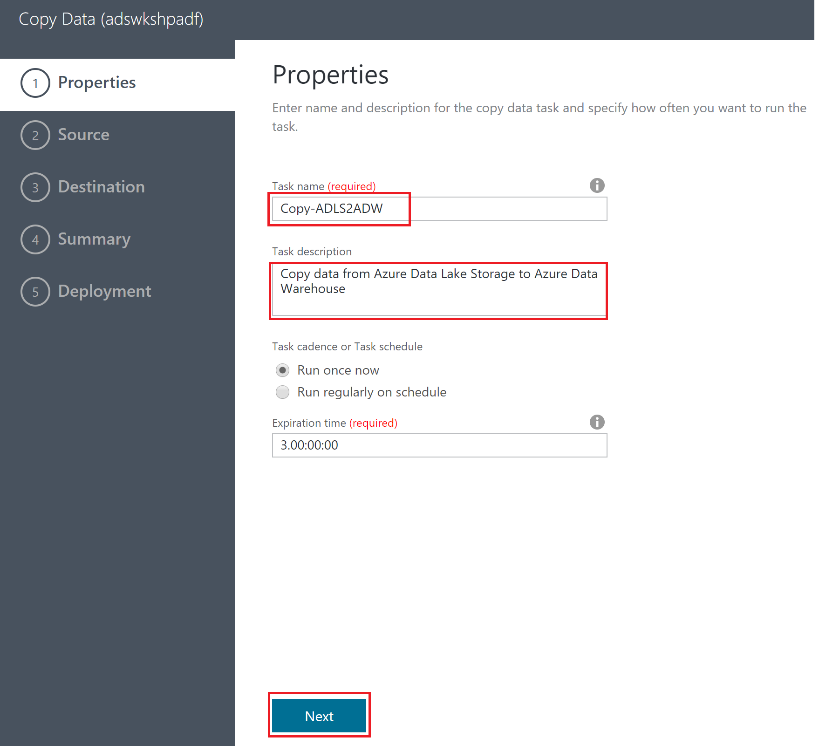 Copy Data (adswkshpadf)
1 Properties
2 Source
3 Destination
4 Summary
5 Deployment
Properties
Enter name and description for the copy data task and specify how often you want to run the
task.
Task name (required)
Copy-ADLS2ADW
Task description
Copy data from Azure Data Lake Storage to Azure Data
Warehouse
Task cadence or Task schedule
Run once now
Run regularly on schedule
Expiration time (required)
3.00:00:00
Next